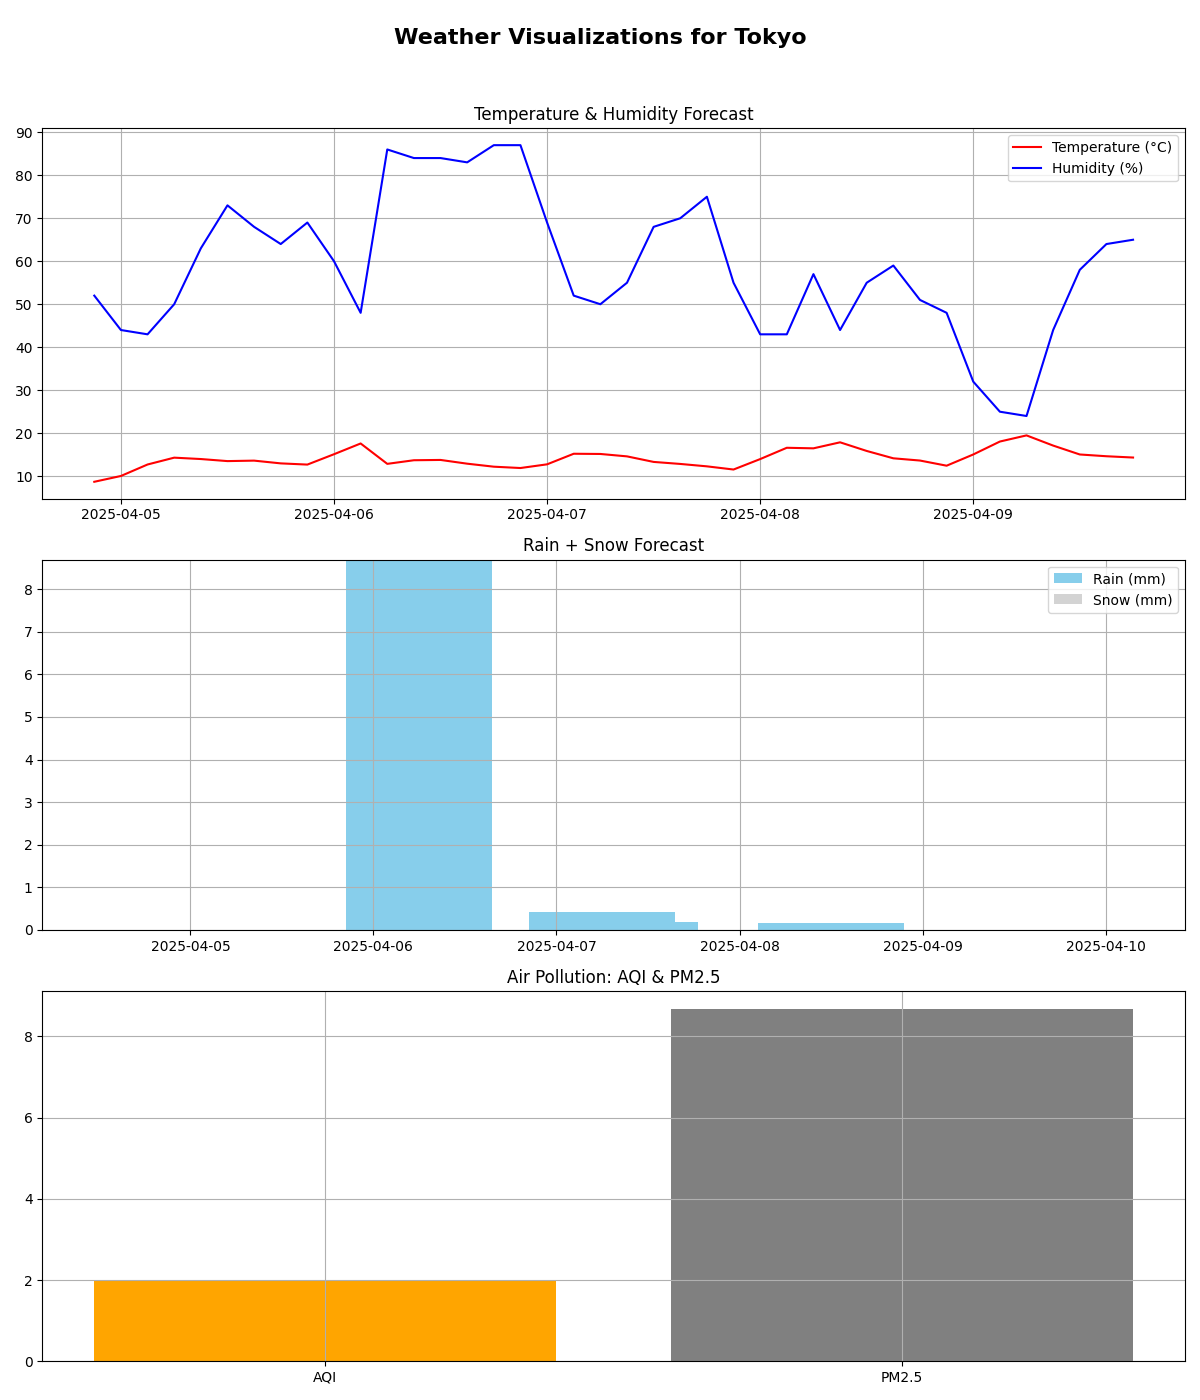 Weather Visualizations for Tokyo
Temperature & Humidity Forecast
90
80
70
60
50
40
30
20
10
Temperature (°C)
Humidity (%)
2025-04-05 2025-04-06 2025-04-07 2025-04-08 2025-04-09
Rain + Snow Forecast
8
7
6
5
4
3
2
1
0
Rain (mm)
Snow (mm)
2025-04-05 2025-04-06 2025-04-07 2025-04-08 2025-04-09 2025-04-10
Air Pollution: AQI & PM2.5
8
6
4
2
0
AQI PM2.5